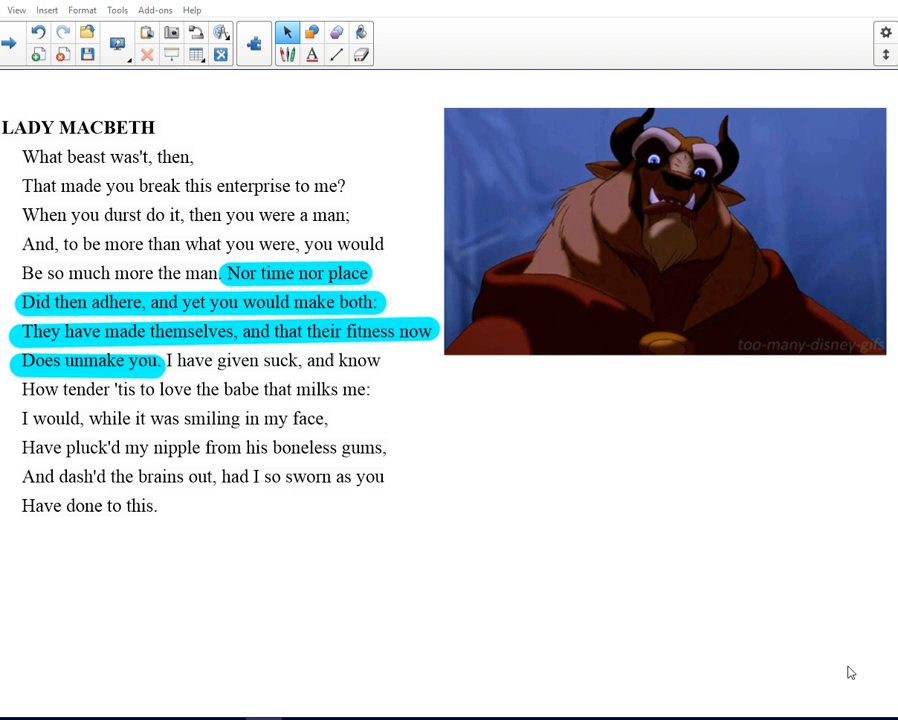 View Insert Format Tools Add-ons Help
LADY MACBETH
What beast was't, then,
That made you break this enterprise to me?
When you durst do it, then you were a man;
And, to be more than what you were, you would
Be so much more the man. Nor time nor place
Did then adhere, and yet you would make both:
They have made themselves, and that their fitness now
Does unmake you. I have given suck, and know
How tender 'tis to love the babe that milks me:
I would, while it was smiling in my face,
Have pluck'd my nipple from his boneless gums,
And dash'd the brains out, had I so sworn as you
Have done to this.
too-many-disney-gifs